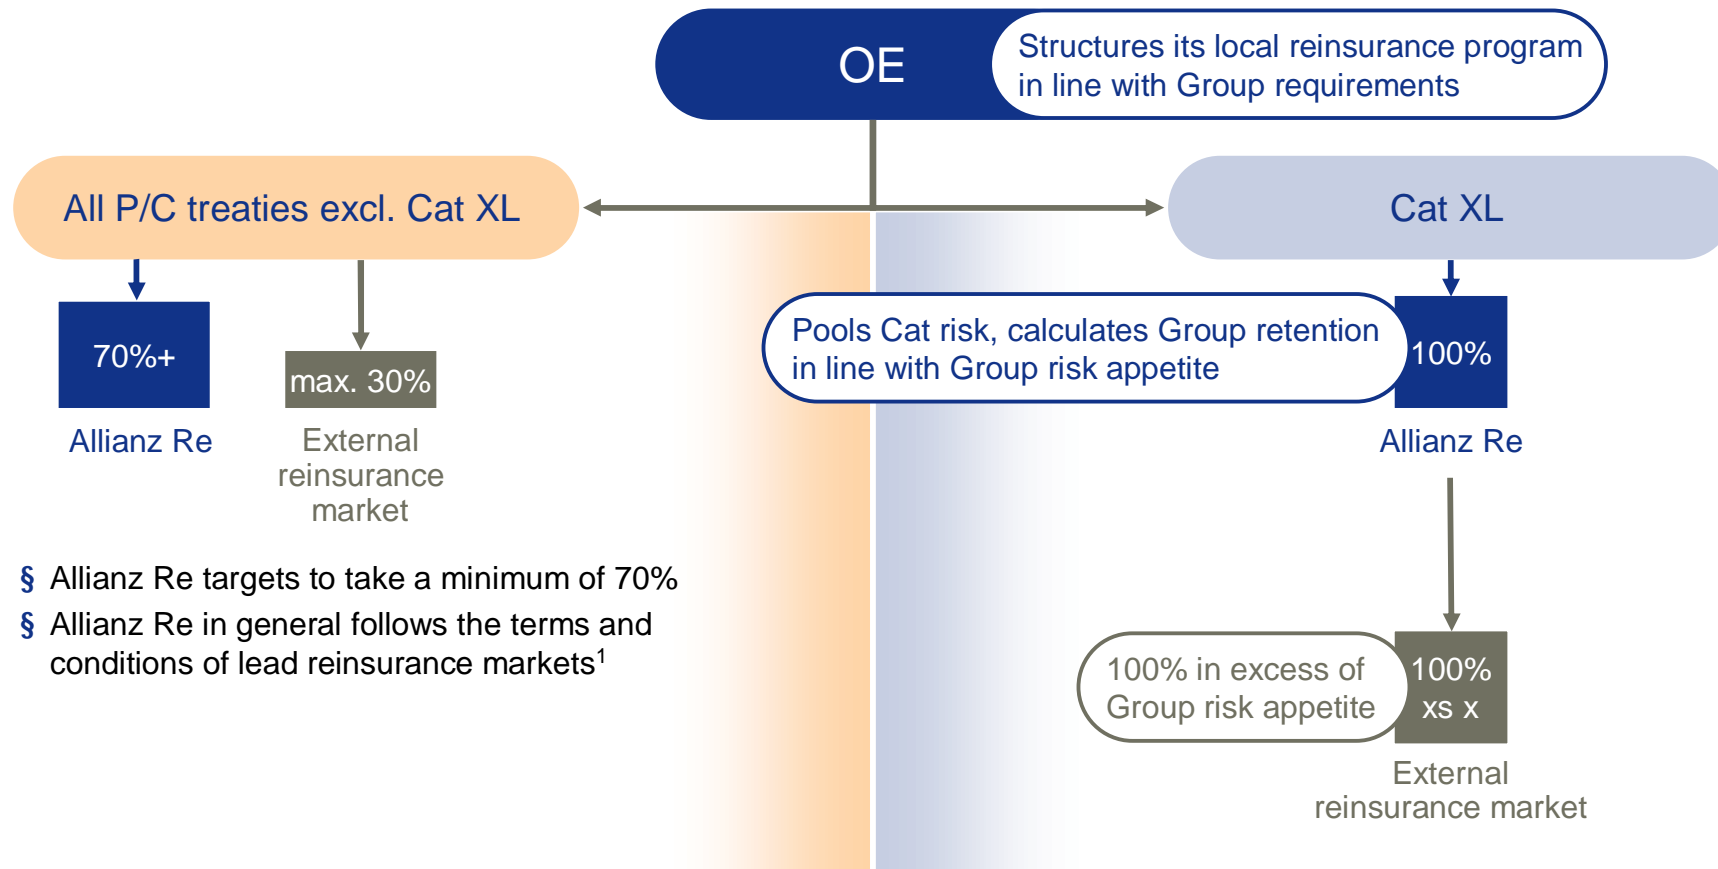 OE
Structures its local reinsurance program
in line with Group requirements
All P/C treaties excl. Cat XL
Cat XL
70%+
max. 30%
Allianz Re
External
reinsurance
market
Pools Cat risk, calculates Group retention
in line with Group risk appetite
100%
Allianz Re
§ Allianz Re targets to take a minimum of 70%
§ Allianz Re in general follows the terms and
conditions of lead reinsurance markets¹
100% in excess of
Group risk appetite
100%
xs x
External
reinsurance market